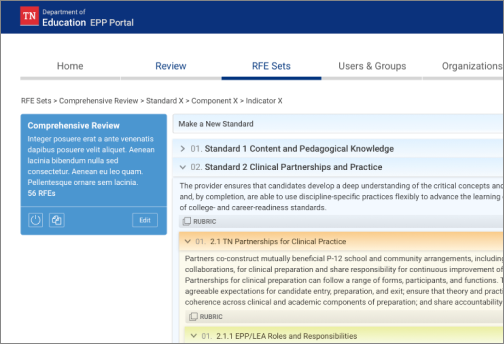 TN
Department of
Education EPP Portal
Home Review RFE Sets Users & Groups Organizations
RFE Sets > Comprehensive Review > Standard X > Component X > Indicator X
Comprehensive Review
Integer posuere erat a ante venenatis
dapibus posuere velit aliquet. Aenean
lacinia bibendum nulla sed
consectetur. Aenean eu leo quam.
Pellentesque ornare sem lacinia.
56 RFEs
Edit
Make a New Standard
01. Standard 1 Content and Pedagogical Knowledge
02. Standard 2 Clinical Partnerships and Practice
The provider ensures that candidates develop a deep understanding of the critical concepts and
and, by completion, are able to use discipline-specific practices flexibly to advance the learning
of college- and career-readiness standards.
RUBRIC
01. 2.1 TN Partnerships for Clinical Practice
Partners co-construct mutually beneficial P-12 school and community arrangements, including
collaborations, for clinical preparation and share responsibility for continuous improvement of
Partnerships for clinical preparation can follow a range of forms, participants, and functions. T
agreeable expectations for candidate entry, preparation, and exit; ensure that theory and practi
coherence across clinical and academic components of preparation; and share accountability
RUBRIC
01. 2.1.1 EPP/LEA Roles and Responsibilities